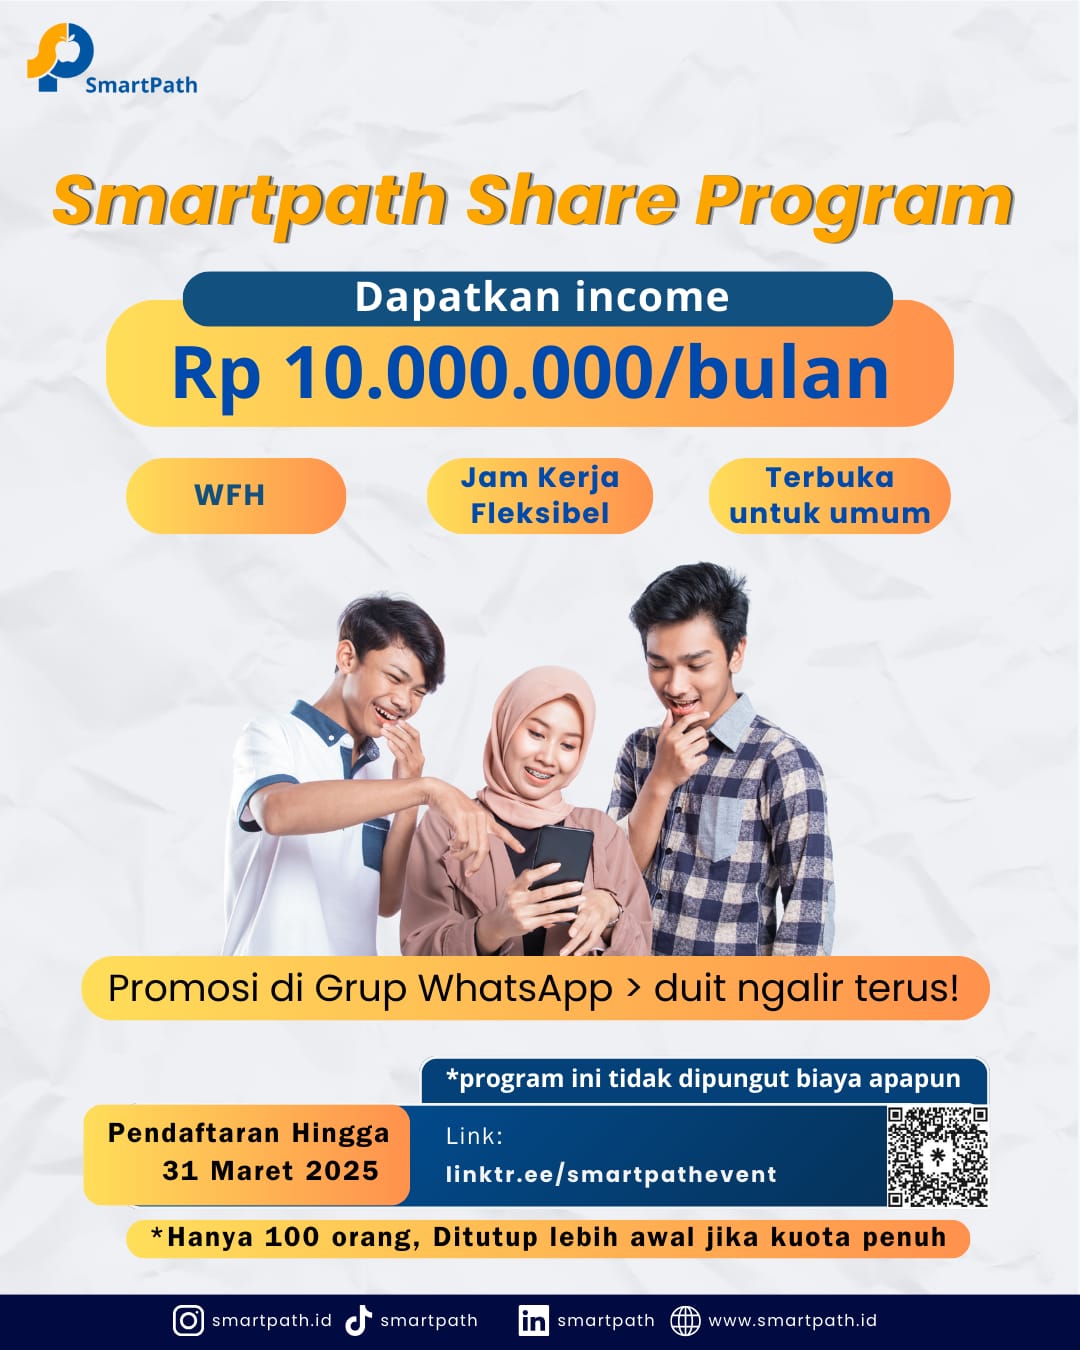 SmartPath
Smartpath Share Program
Dapatkan income
Rp 10.000.000/bulan
WFH
Jam Kerja
Fleksibel
Terbuka
untuk umum
Promosi di Grup WhatsApp > duit ngalir terus!
*program ini tidak dipungut biaya apapun
Pendaftaran Hingga
31 Maret 2025
Link:
linktr.ee/smartpathevent
*Hanya 100 orang, Ditutup lebih awal jika kuota penuh
smartpath.id smartpath smartpath www.smartpath.id